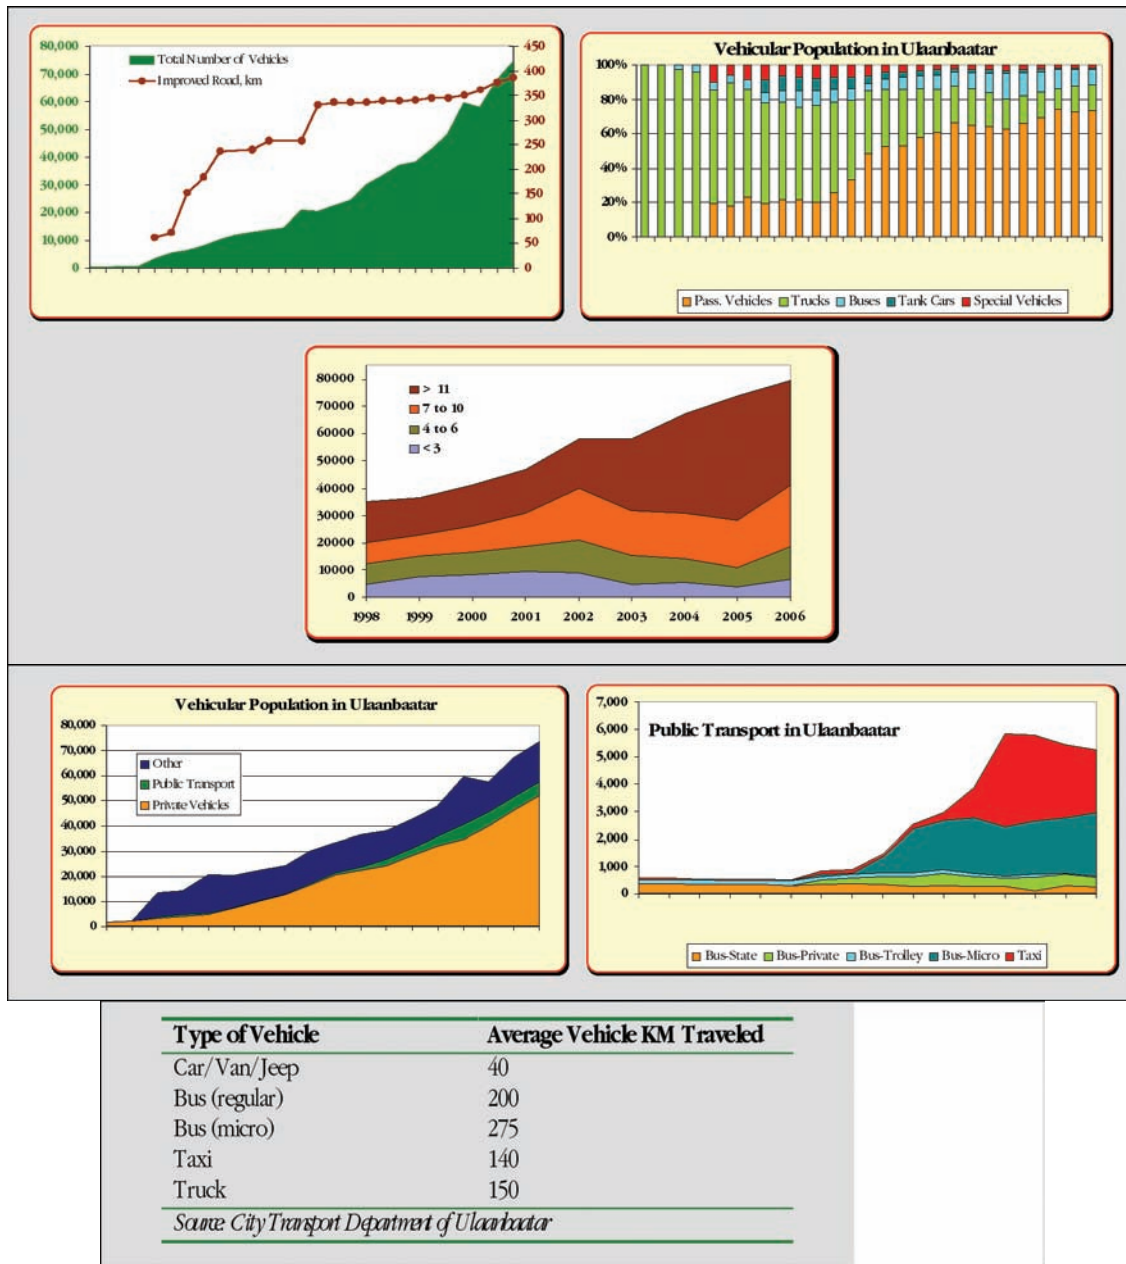 80,000
70,000
60,000
50,000
40,000
30,000
20,000
10,000
0
Total Number of Vehicles
Improved Road, km
450
400
350
300
250
200
150
100
50
0
Vehicular Population in Ulaanbaatar
100%
80%
60%
40%
20%
0%
Pass. Vehicles Trucks Buses Tank Cars Special Vehicles
80000
70000
60000
50000
40000
30000
20000
10000
0
> 11
7 to 10
4 to 6
<3
1998 1999 2000 2001 2002 2003 2004 2005 2006
Vehicular Population in Ulaanbaatar
80,000
70,000
60,000
50,000
40,000
30,000
20,000
10,000
0
Other
Public Transport
Private Vehicles
Public Transport in Ulaanbaatar
7,000
6,000
5,000
4,000
3,000
2,000
1,000
0
Bus-State Bus-Private Bus-Trolley Bus-Micro Taxi
Type of Vehicle Average Vehicle KM Traveled
Car/Van/Jeep 40
Bus (regular) 200
Bus (micro) 275
Taxi 140
Truck 150
Source: City Transport Department of Ulaanbaatar